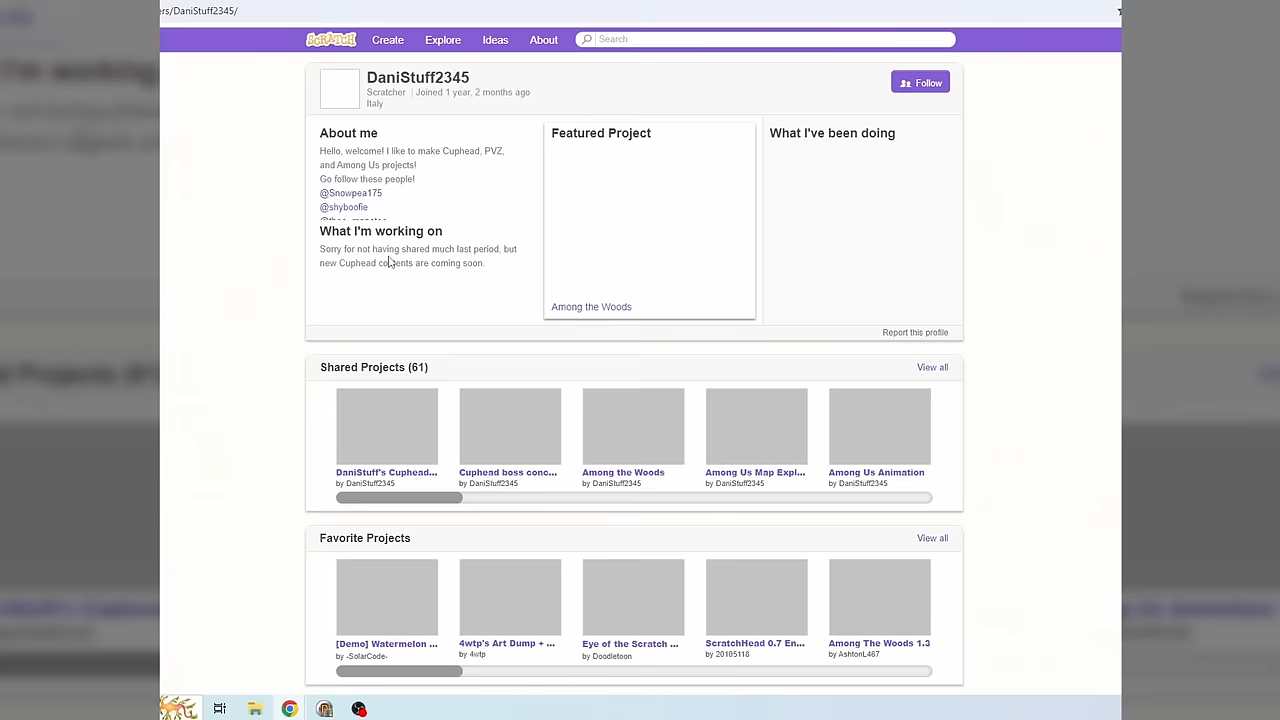 ers/DaniStuff2345/
SCRATCH Create Explore Ideas About Search
DaniStuff2345
Scratcher Joined 1 year, 2 months ago
Italy
Follow
About me
Hello, welcome! I like to make Cuphead, PVZ,
and Among Us projects!
Go follow these people!
@Snowpea175
@shyboofie
What I'm working on
Sorry for not having shared much last period, but
new Cuphead contents are coming soon.
Featured Project
Among the Woods
What I've been doing
Report this profile
Shared Projects (61) View all
DaniStuff's Cuphead... Cuphead boss conc... Among the Woods Among Us Map Expl... Among Us Animation
by DaniStuff2345 by DaniStuff2345 by DaniStuff2345 by DaniStuff2345 by DaniStuff2345
Favorite Projects View all
[Demo] Watermelon ... 4wtp's Art Dump + ... Eye of the Scratch ... ScratchHead 0.7 En... Among The Woods 1.3
by -SolarCode- by 4wtp by Doodletoon by 20105118 by AshtonL467